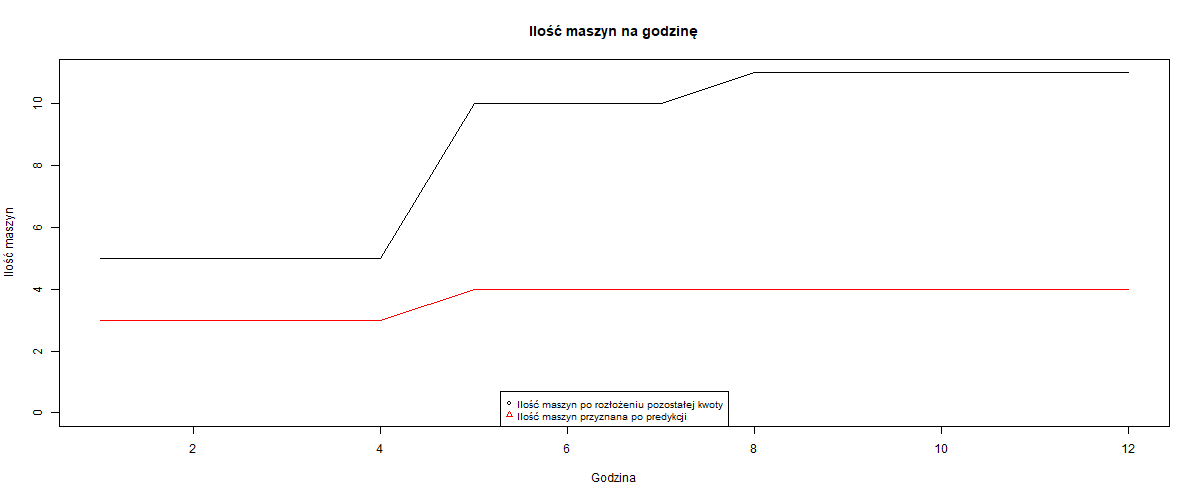 Ilość maszyn na godzinę
Ilość maszyn
10
8
6
4
2
0
Ilość maszyn po rozłożeniu pozostałej kwoty
Ilość maszyn przyznana po predykcji
2 4 6 8 10 12
Godzina